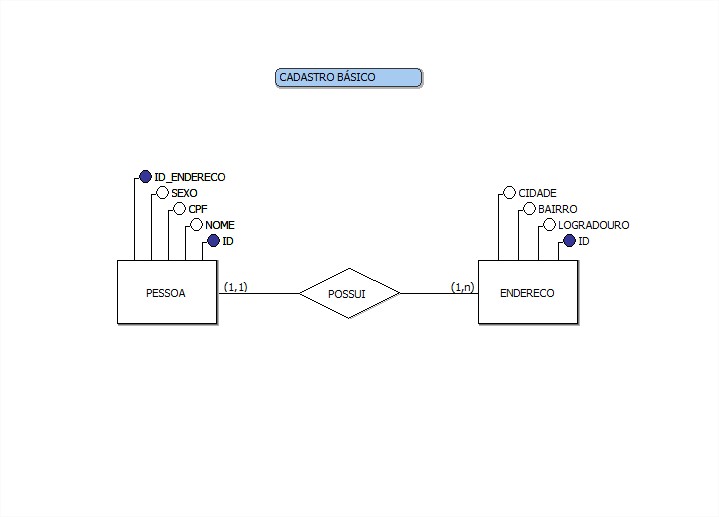 CADASTRO BÁSICO
ID_ENDERECO
SEXO
CPF
NOME
ID
CIDADE
BAIRRO
LOGRADOURO
ID
PESSOA
(1,1)
POSSUI
(1,n)
ENDERECO